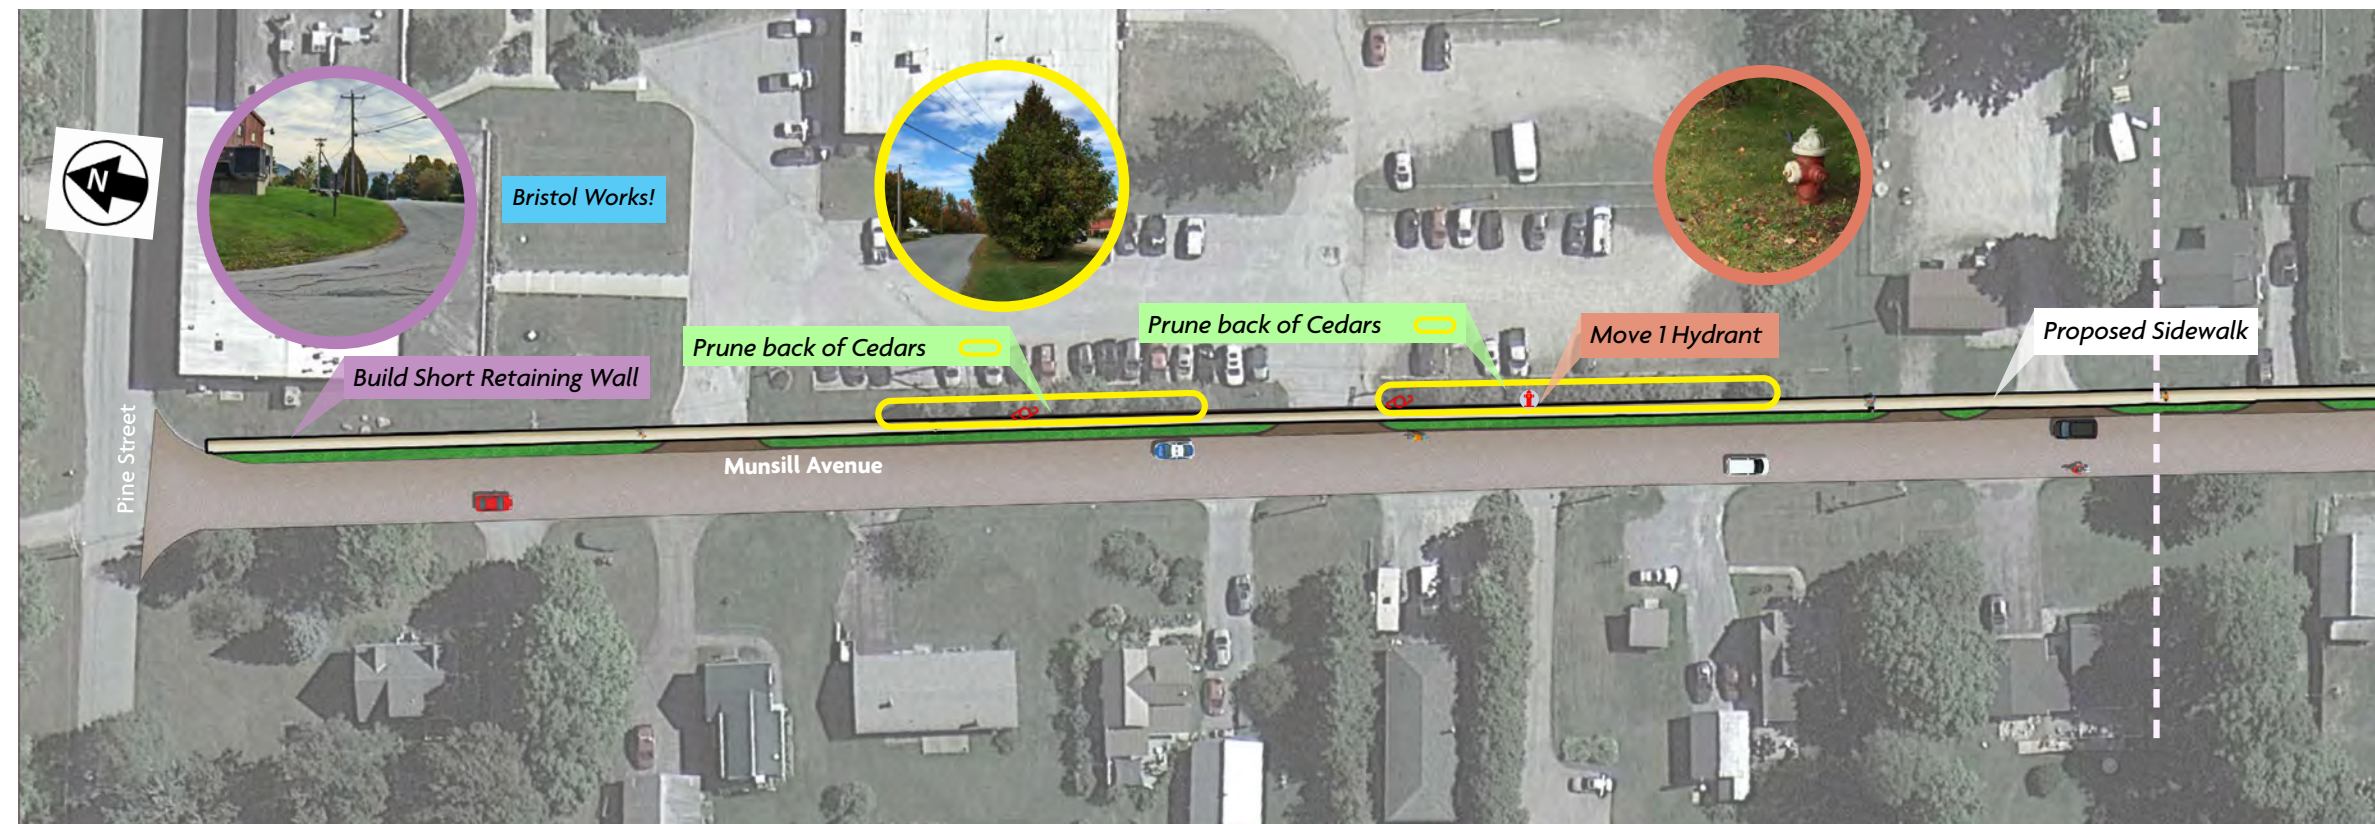 N
Bristol Works!
Prune back of Cedars
Prune back of Cedars
Move 1 Hydrant
Proposed Sidewalk
Build Short Retaining Wall
Pine Street
Munsill Avenue